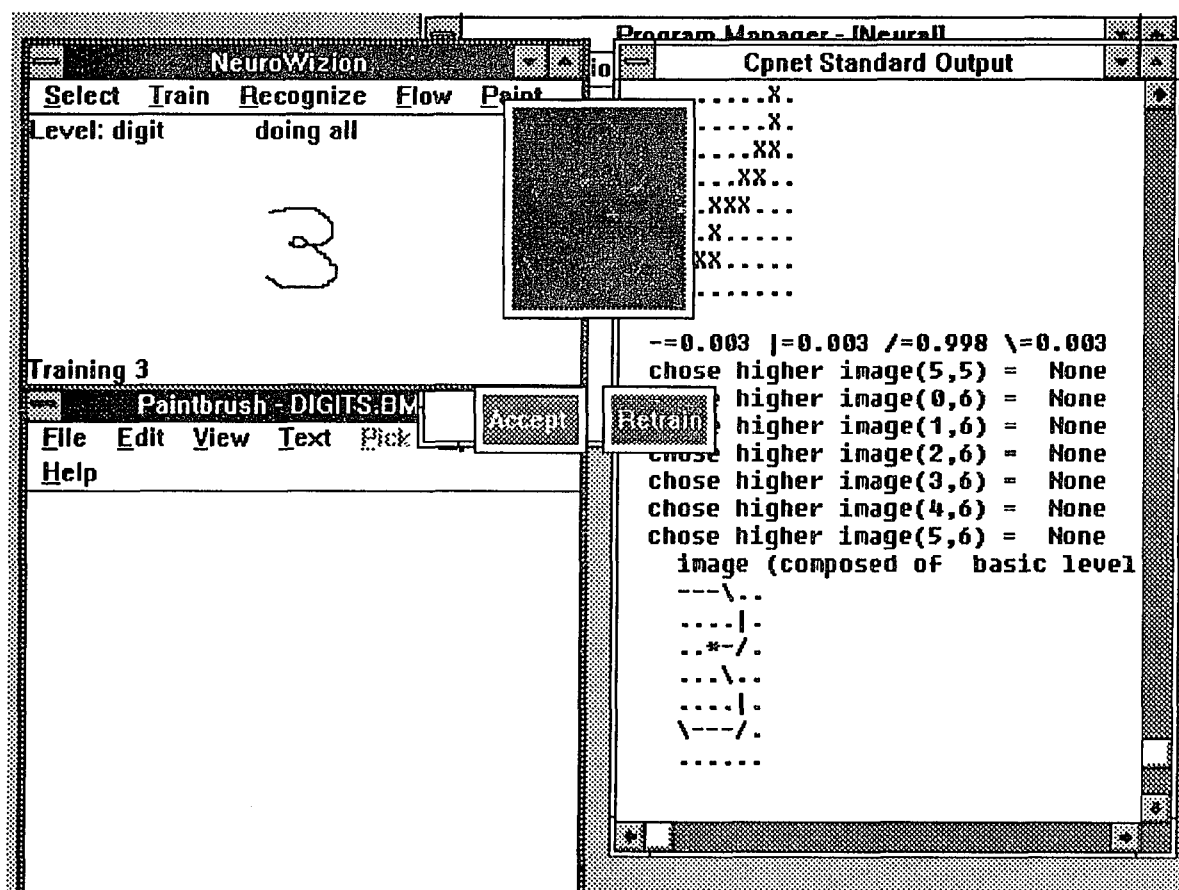 Program Manager - [Neural]
NeuroWizion
Select Train Recognize Flow Paint
Level: digit doing all
3
Training 3
Paintbrush - DIGITS.BM
File Edit View Text Pick
Help
Accept Retrain
io
Cpnet Standard Output
.....X.
.....X.
....XX.
...XX..
.XXX...
.X.....
XX.....
.......
-=0.003 |=0.003 /=0.998 \=0.003
chose higher image(5,5) = None
e higher image(0,6) = None
e higher image(1,6) = None
chose higher image(2,6) = None
chose higher image(3,6) = None
chose higher image(4,6) = None
chose higher image(5,6) = None
image (composed of basic level
---\..
....|.
..*-/.
...\..
....|.
\---/.
......